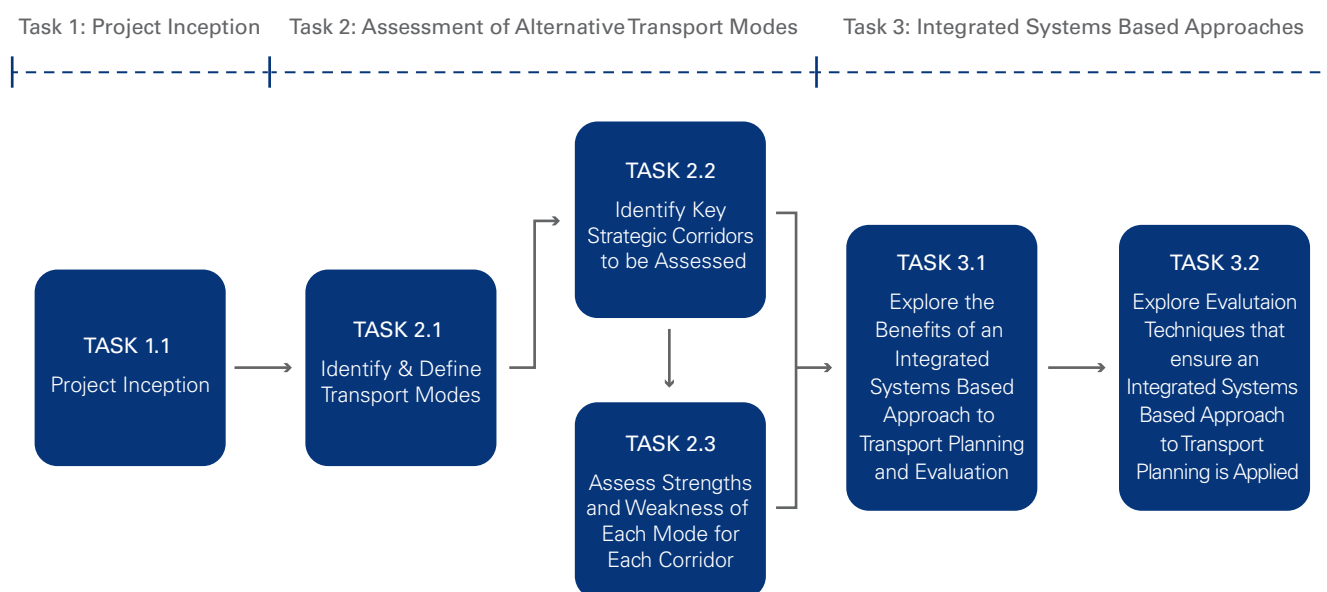 Task 1: Project Inception
Task 2: Assessment of Alternative Transport Modes
Task 3: Integrated Systems Based Approaches
TASK 1.1
Project Inception
TASK 2.1
Identify & Define
Transport Modes
TASK 2.2
Identify Key
Strategic Corridors
to be Assessed
TASK 2.3
Assess Strengths
and Weakness of
Each Mode for
Each Corridor
TASK 3.1
Explore the
Benefits of an
Integrated
Systems Based
Approach to
Transport Planning
and Evaluation
TASK 3.2
Explore Evalutaion
Techniques that
ensure an
Integrated Systems
Based Approach
to Transport
Planning is Applied